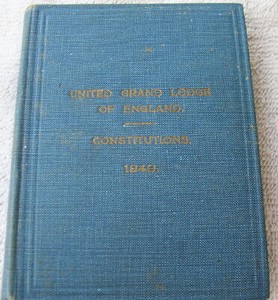 UNITED GRAND LODGE
OF ENGLAND.
CONSTITUTIONS.
1940.